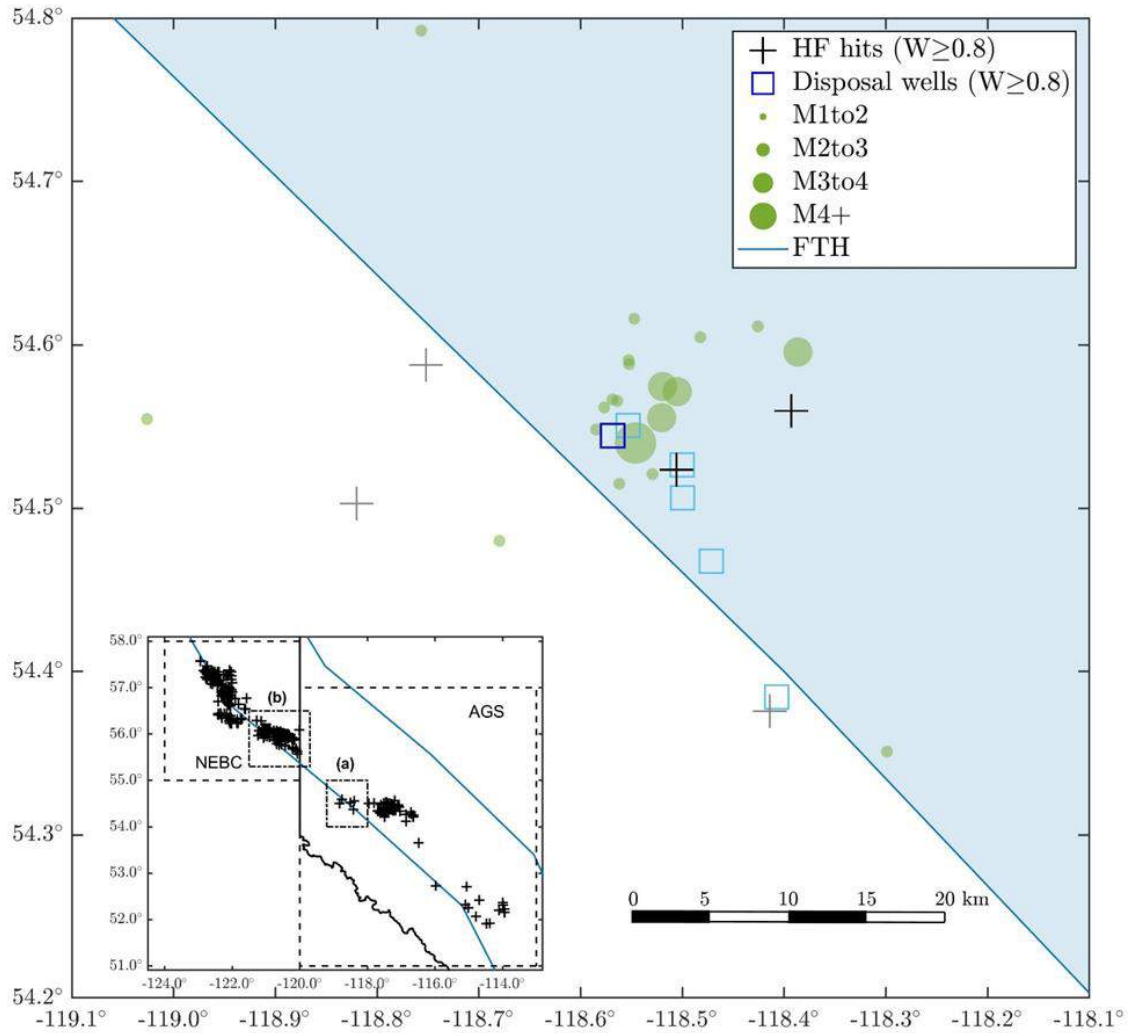 54.8°
54.7°
54.6°
54.5°
54.4°
54.3°
54.2°
-119.1° -119.0° -118.9° -118.8° -118.7° -118.6° -118.5° -118.4° -118.3° -118.2° -118.1°
HF hits (W≥0.8)
Disposal wells (W≥0.8)
M1to2
M2to3
M3to4
M4+
FTH
58.0°
57.0°
56.0°
55.0°
54.0°
53.0°
52.0°
51.0°
-124.0° -122.0° -120.0° -118.0° -116.0° -114.0°
(b)
AGS
NEBC
(a)
0 5 10 15 20 km